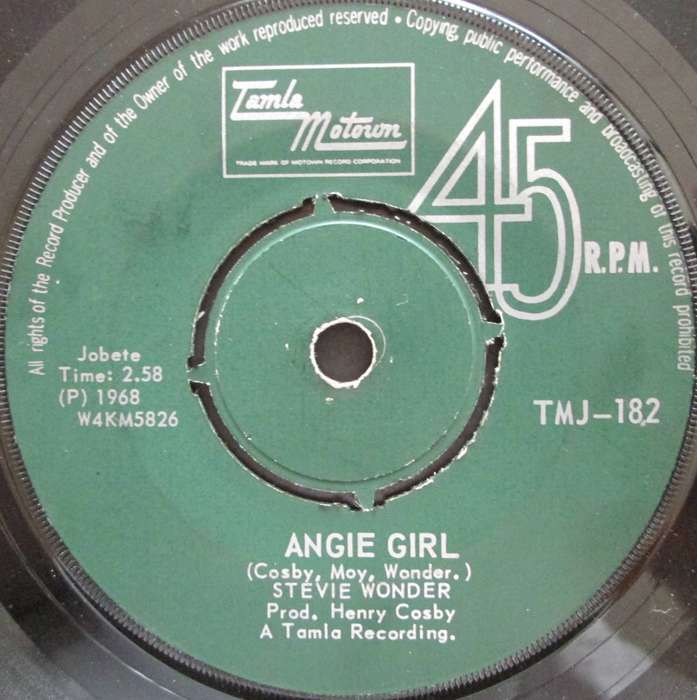 All rights of the Record Producer and of the Owner of the work reproduced reserved • Copying, public performance and broadcasting of this record prohibited
Tamla
Motown
TRADE MARK OF MOTOWN RECORD CORPORATION
45
R.P.M.
Jobete
Time: 2.58
(P) 1968
W4KM5826
TMJ-182
ANGIE GIRL
(Cosby, Moy, Wonder.)
STEVIE WONDER
Prod. Henry Cosby
A Tamla Recording.